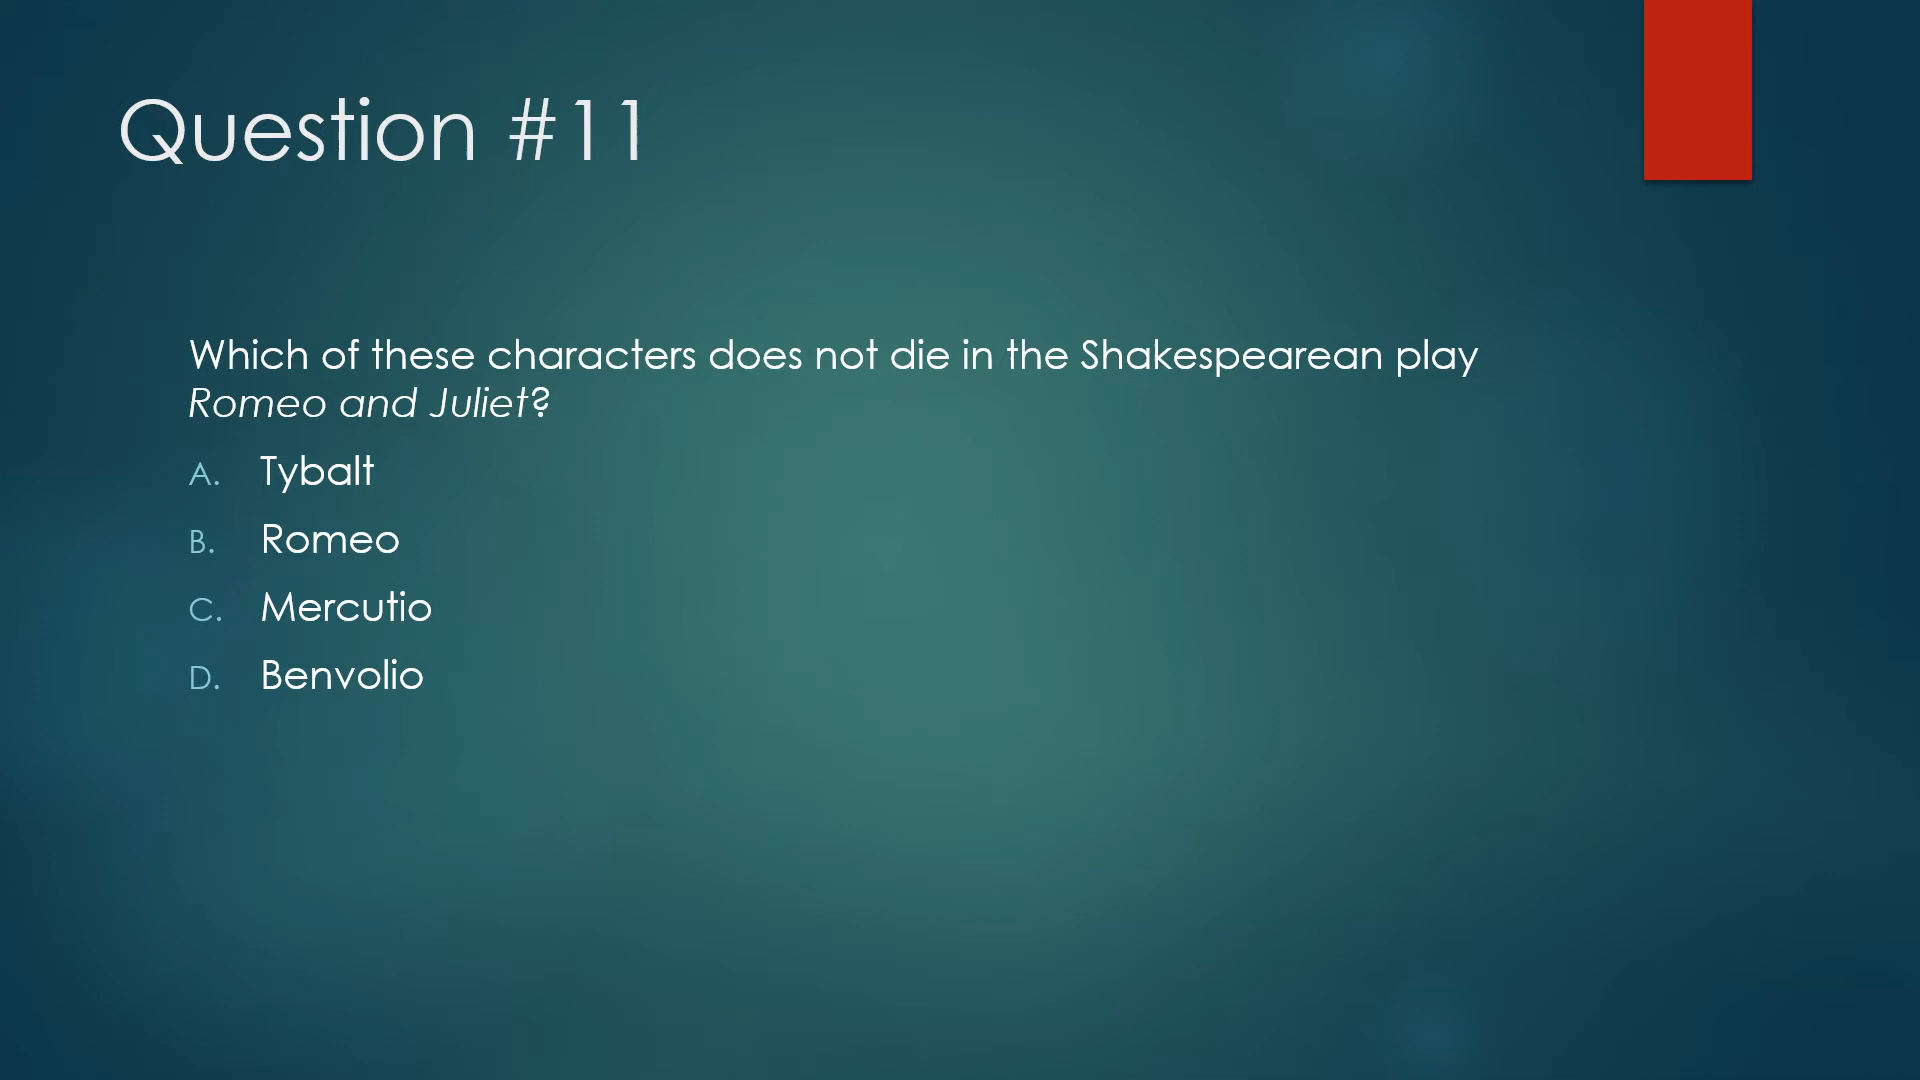 Question #11
Which of these characters does not die in the Shakespearean play
Romeo and Juliet?
A. Tybalt
B. Romeo
C. Mercutio
D. Benvolio